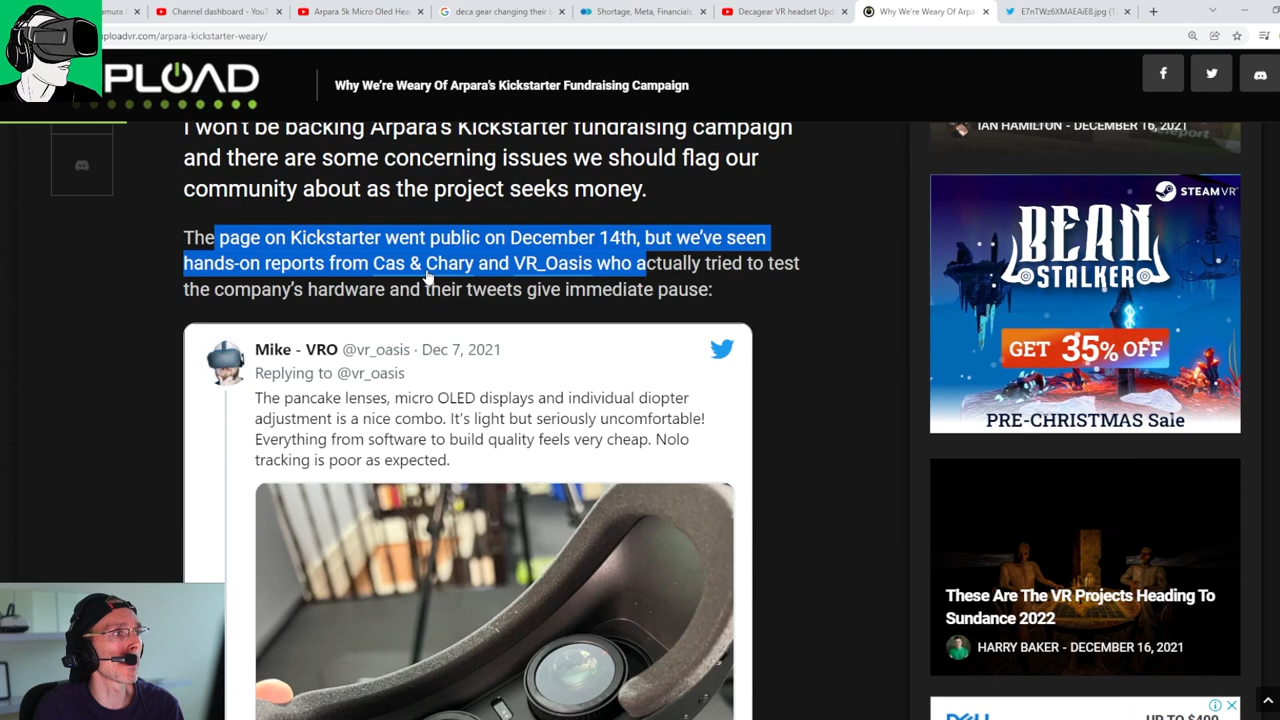 amura
Channel dashboard - YouT
Arpara 5k Micro Oled Hea
deca gear changing their b
Shortage, Meta, Financials
Decagear VR headset Upd
Why We're Weary Of Arpa
E7nTWz6XMAEAiE8.jpg (1
uploadvr.com/arpara-kickstarter-weary/
PLOAD
Why We're Weary Of Arpara's Kickstarter Fundraising Campaign
I won't be backing Arpara's Kickstarter fundraising campaign
and there are some concerning issues we should flag our
community about as the project seeks money.
The page on Kickstarter went public on December 14th, but we've seen
hands-on reports from Cas & Chary and VR_Oasis who actually tried to test
the company's hardware and their tweets give immediate pause:
Mike - VRO @vr_oasis · Dec 7, 2021
Replying to @vr_oasis
The pancake lenses, micro OLED displays and individual diopter
adjustment is a nice combo. It's light but seriously uncomfortable!
Everything from software to build quality feels very cheap. Nolo
tracking is poor as expected.
IAN HAMILTON - DECEMBER 16, 2021
STEAMVR
BEAN
STALKER
GET 35% OFF
PRE-CHRISTMAS Sale
These Are The VR Projects Heading To
Sundance 2022
HARRY BAKER - DECEMBER 16, 2021
DELL
UP TO $400